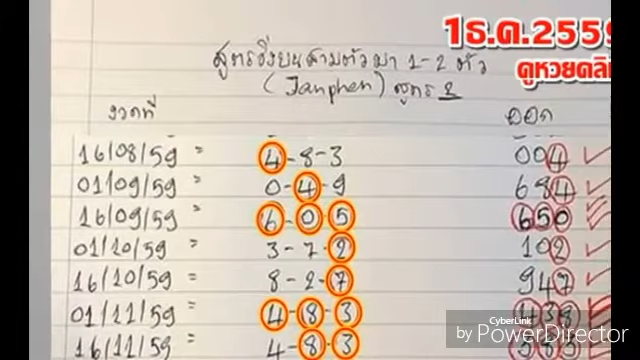 1ธ.ค.2559
ดูหวยคลิ
สูตรวิ่งบนสามตัวมา 1-2 ตัว
(Janphen) สูตร 2
งวดที่ ออก
16/08/59 = 4-8-3 004
01/09/59 = 0-4-9 684
16/09/59 = 6-0-5 650
01/10/59 = 3-7-2 102
16/10/59 = 8-2-7 947
01/11/59 = 4-8-3 438
16/11/59 = 4-8-3
CyberLink
by PowerDirector